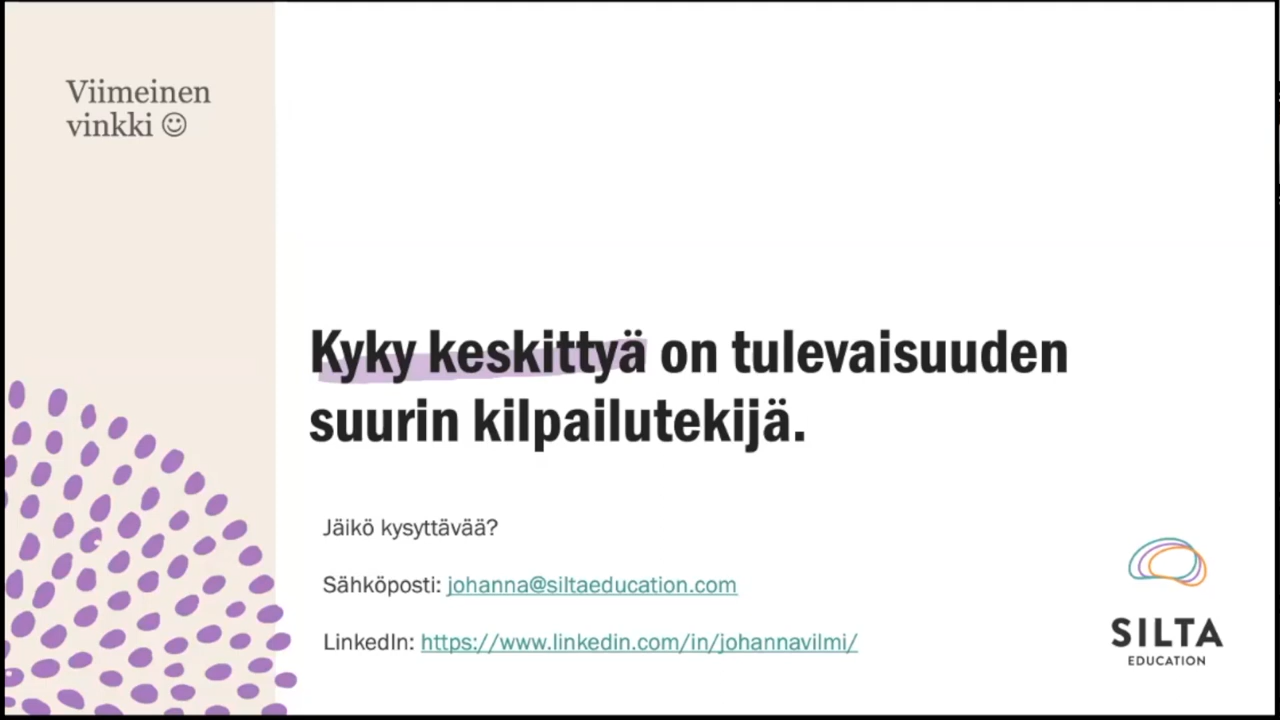 Viimeinen
vinkki ☺
Kyky keskittyä on tulevaisuuden
suurin kilpailutekijä.
Jäikö kysyttävää?
Sähköposti: johanna@siltaeducation.com
LinkedIn: https://www.linkedin.com/in/johannavilmi/
SILTA
EDUCATION